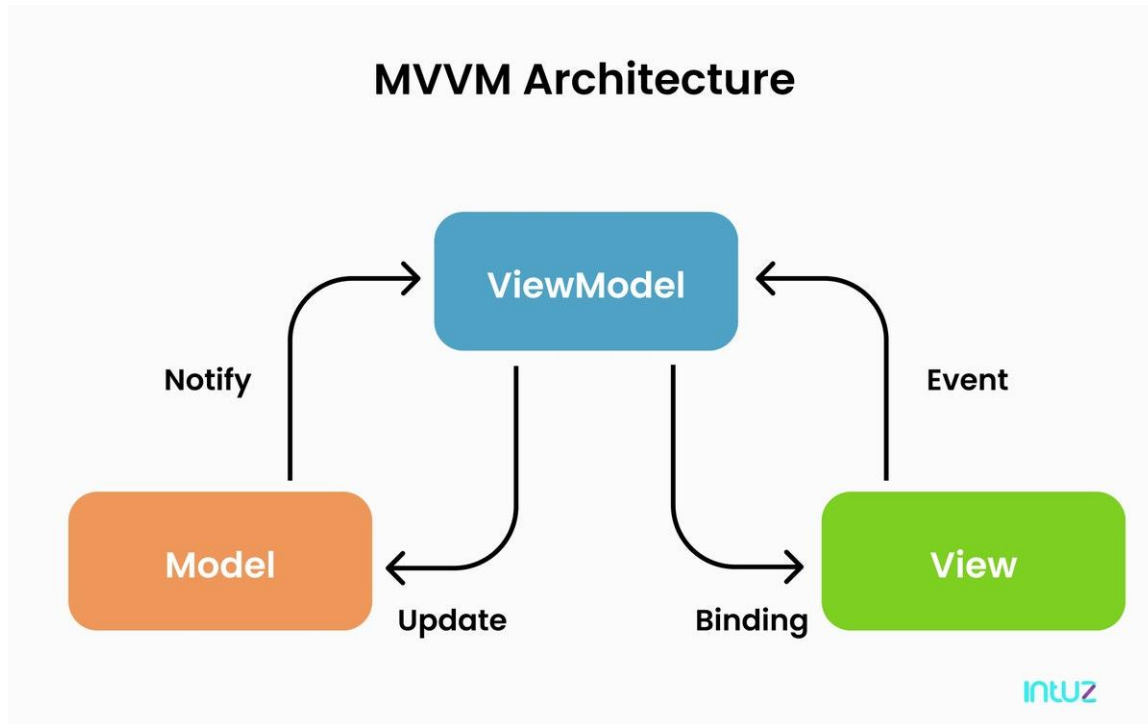 MVVM Architecture
ViewModel
Notify
Event
Model
View
Update
Binding
INTUZ